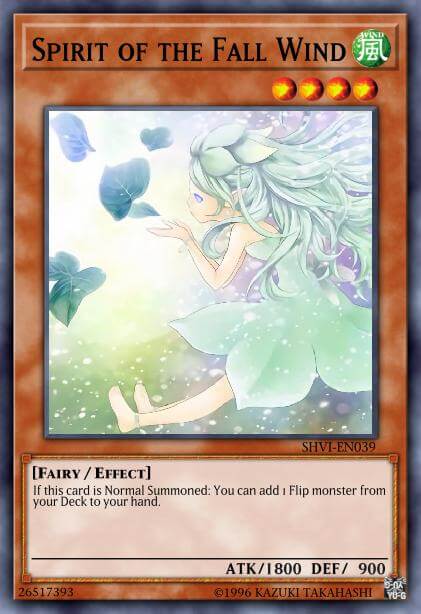 Spirit of the Fall Wind
WIND
風
SHVI-EN039
[Fairy / Effect]
If this card is Normal Summoned: You can add 1 Flip monster from
your Deck to your hand.
ATK/1800 DEF/ 900
26517393
©1996 KAZUKI TAKAHASHI